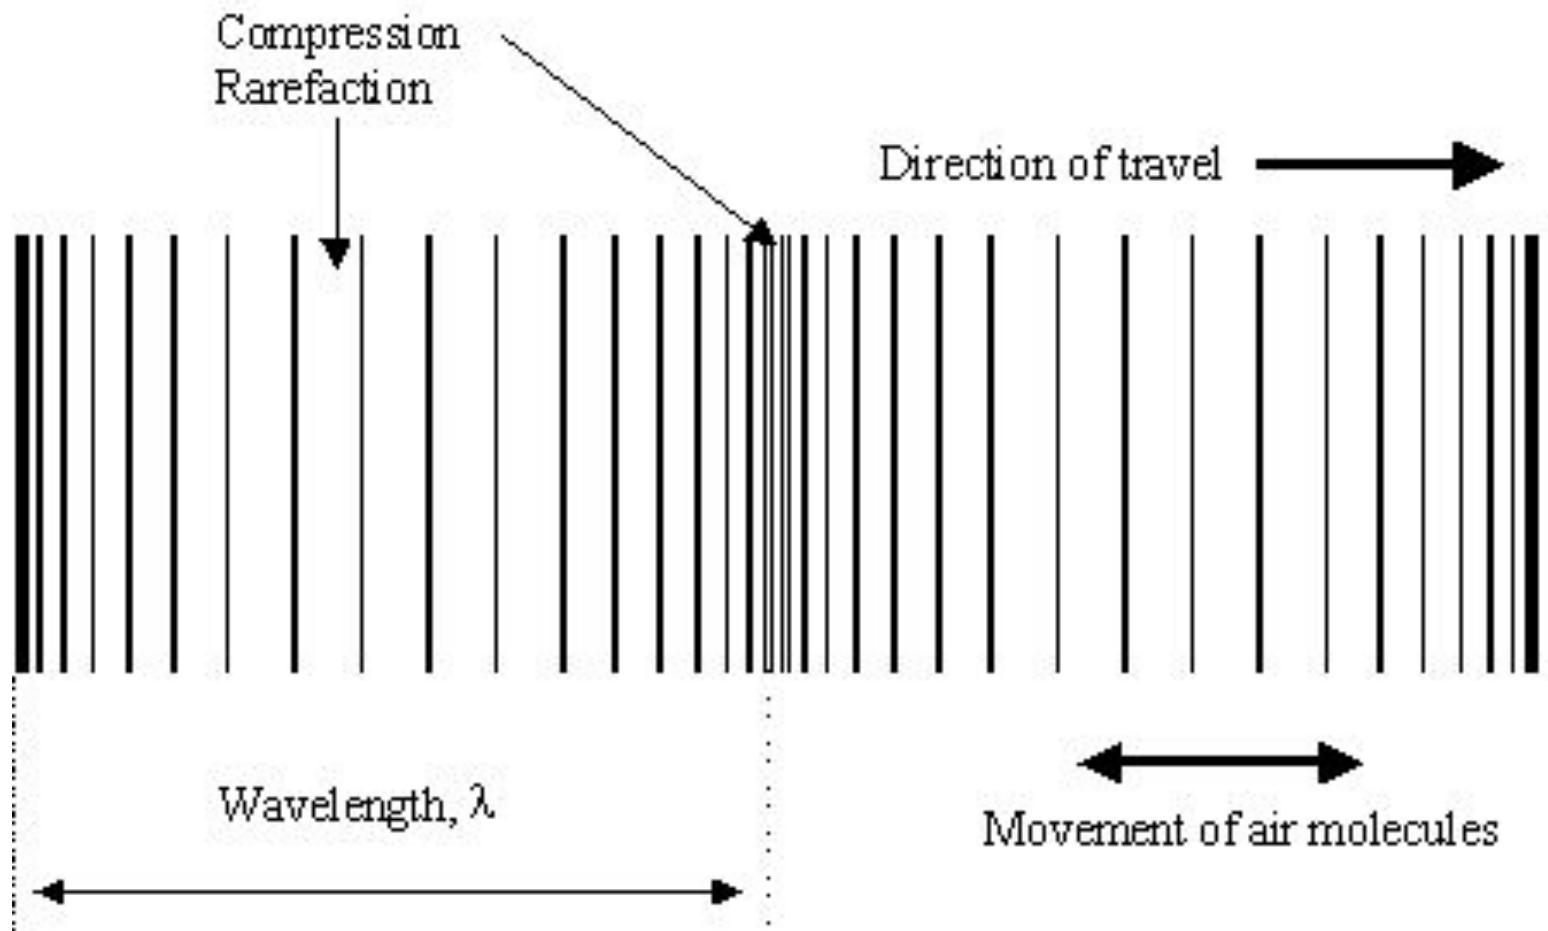 Compression
Rarefaction
Direction of travel
Wavelength, λ
Movement of air molecules